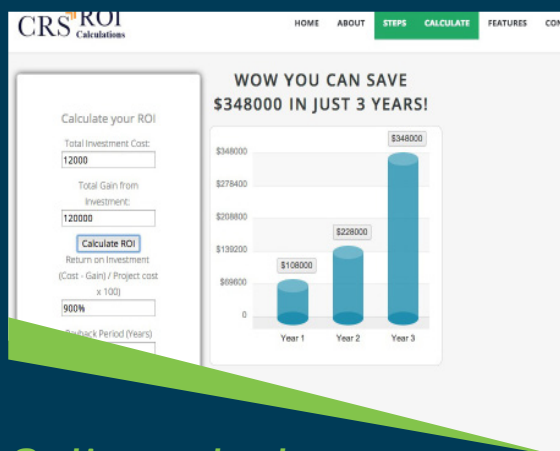 CRS ROI
Calculations
HOME ABOUT STEPS CALCULATE FEATURES
WOW YOU CAN SAVE
$348000 IN JUST 3 YEARS!
Calculate your ROI
Total Investment Cost:
12000
Total Gain from
Investment:
120000
Calculate ROI
Return on Investment
(Cost - Gain) / Project cost
x 100)
900%
Payback Period (Years)
$348000
$278400
$208800
$139200
$69600
0
$108000
$228000
$348000
Year 1 Year 2 Year 3